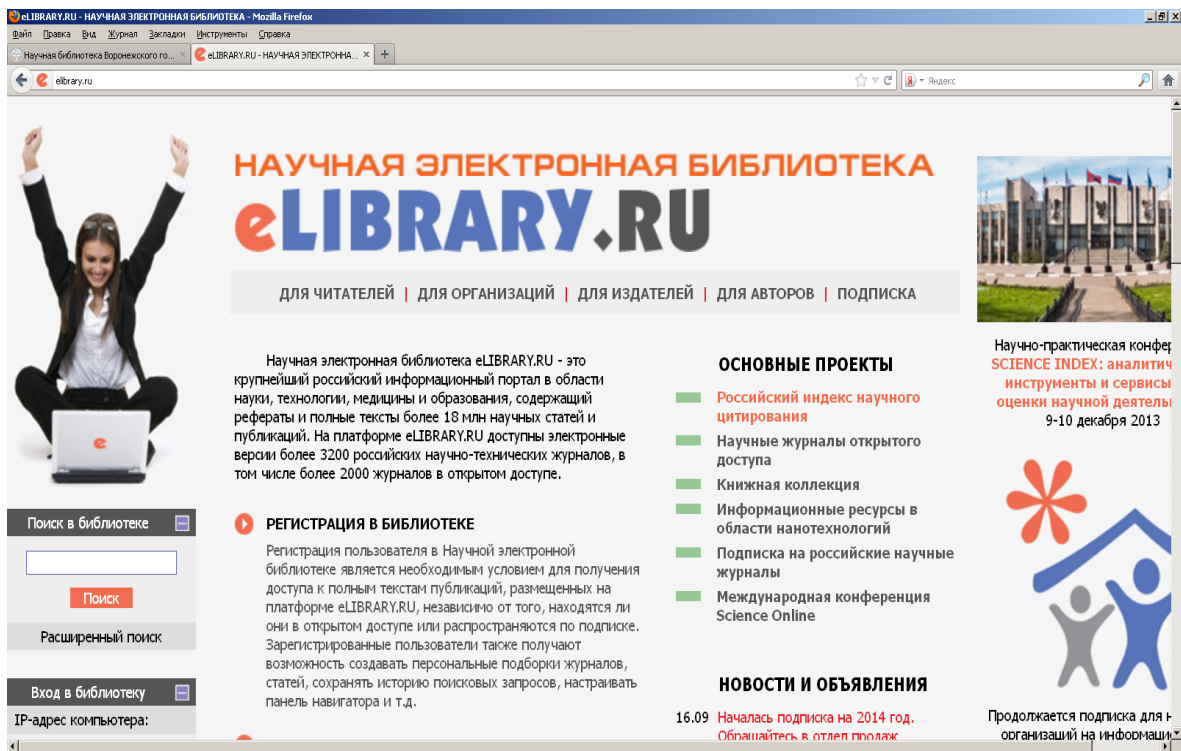 eLIBRARY.RU - НАУЧНАЯ ЭЛЕКТРОННАЯ БИБЛИОТЕКА - Mozilla Firefox
Файл Правка Вид Журнал Закладки Инструменты Справка
Научная библиотека Воронежского го... eLIBRARY.RU - НАУЧНАЯ ЭЛЕКТРОННА...
elibrary.ru Яндекс
НАУЧНАЯ ЭЛЕКТРОННАЯ БИБЛИОТЕКА
eLIBRARY.RU
ДЛЯ ЧИТАТЕЛЕЙ | ДЛЯ ОРГАНИЗАЦИЙ | ДЛЯ ИЗДАТЕЛЕЙ | ДЛЯ АВТОРОВ | ПОДПИСКА
Поиск в библиотеке
Поиск
Расширенный поиск
Вход в библиотеку
IP-адрес компьютера:
Научная электронная библиотека eLIBRARY.RU - это
крупнейший российский информационный портал в области
науки, технологии, медицины и образования, содержащий
рефераты и полные тексты более 18 млн научных статей и
публикаций. На платформе eLIBRARY.RU доступны электронные
версии более 3200 российских научно-технических журналов, в
том числе более 2000 журналов в открытом доступе.
РЕГИСТРАЦИЯ В БИБЛИОТЕКЕ
Регистрация пользователя в Научной электронной
библиотеке является необходимым условием для получения
доступа к полным текстам публикаций, размещенных на
платформе eLIBRARY.RU, независимо от того, находятся ли
они в открытом доступе или распространяются по подписке.
Зарегистрированные пользователи также получают
возможность создавать персональные подборки журналов,
статей, сохранять историю поисковых запросов, настраивать
панель навигатора и т.д.
ОСНОВНЫЕ ПРОЕКТЫ
Российский индекс научного
цитирования
Научные журналы открытого
доступа
Книжная коллекция
Информационные ресурсы в
области нанотехнологий
Подписка на российские научные
журналы
Международная конференция
Science Online
НОВОСТИ И ОБЪЯВЛЕНИЯ
16.09 Началась подписка на 2014 год.
Обращайтесь в отдел продаж
Научно-практическая конфер
SCIENCE INDEX: аналитич
инструменты и сервисы
оценки научной деятель
9-10 декабря 2013
Продолжается подписка для
организаций на информаци